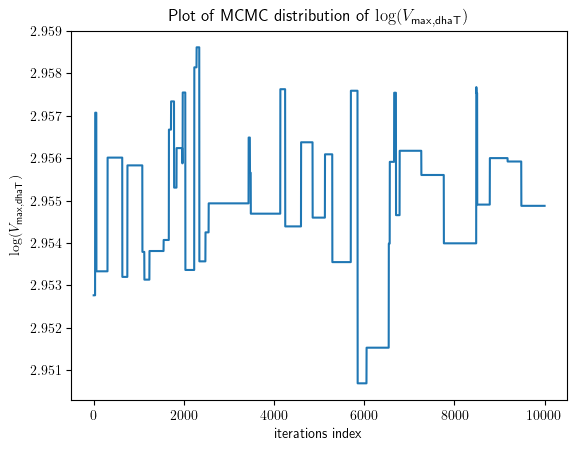 Plot of MCMC distribution of log(V_max,dhaT)
2.959
2.958
2.957
2.956
2.955
2.954
2.953
2.952
2.951
log(V_max,dhaT)
0 2000 4000 6000 8000 10000
iterations index